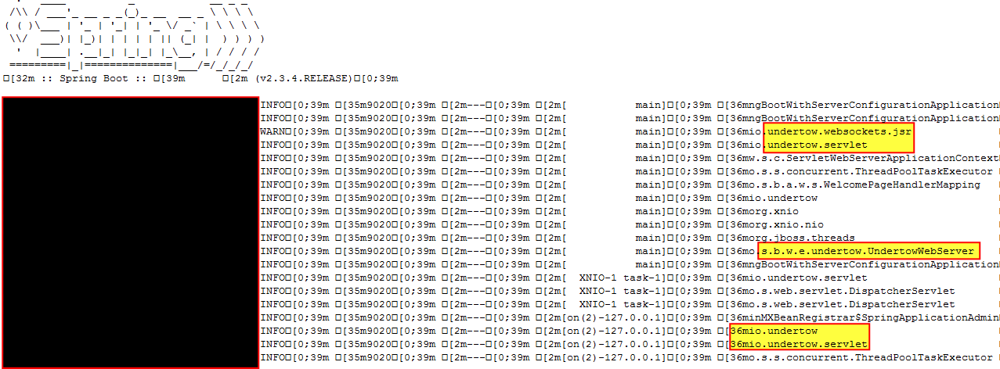 .   ____          _            __ _ _
 /\\ / ___'_ __ _ _(_)_ __  __ _ \ \ \ \
( ( )\___ | '_ | '_| | '_ \/ _` | \ \ \ \
 \\/  ___)| |_)| | | | | || (_| |  ) ) ) )
  '  |____| .__|_| |_|_| |_\__, | / / / /
 =========|_|==============|___/=/_/_/_/
□[32m :: Spring Boot :: □[39m      □[2m (v2.3.4.RELEASE)□[0;39m
INFO□[0;39m □[35m9020□[0;39m □[2m---□[0;39m □[2m[           main]□[0;39m □[36mngBootWithServerConfigurationApplication
INFO□[0;39m □[35m9020□[0;39m □[2m---□[0;39m □[2m[           main]□[0;39m □[36mngBootWithServerConfigurationApplication
WARN□[0;39m □[35m9020□[0;39m □[2m---□[0;39m □[2m[           main]□[0;39m □[36mio.undertow.websockets.jsr
INFO□[0;39m □[35m9020□[0;39m □[2m---□[0;39m □[2m[           main]□[0;39m □[36mio.undertow.servlet
INFO□[0;39m □[35m9020□[0;39m □[2m---□[0;39m □[2m[           main]□[0;39m □[36mw.s.c.ServletWebServerApplicationContext
INFO□[0;39m □[35m9020□[0;39m □[2m---□[0;39m □[2m[           main]□[0;39m □[36mo.s.s.concurrent.ThreadPoolTaskExecutor
INFO□[0;39m □[35m9020□[0;39m □[2m---□[0;39m □[2m[           main]□[0;39m □[36mo.s.b.a.w.s.WelcomePageHandlerMapping
INFO□[0;39m □[35m9020□[0;39m □[2m---□[0;39m □[2m[           main]□[0;39m □[36mio.undertow
INFO□[0;39m □[35m9020□[0;39m □[2m---□[0;39m □[2m[           main]□[0;39m □[36morg.xnio
INFO□[0;39m □[35m9020□[0;39m □[2m---□[0;39m □[2m[           main]□[0;39m □[36morg.xnio.nio
INFO□[0;39m □[35m9020□[0;39m □[2m---□[0;39m □[2m[           main]□[0;39m □[36morg.jboss.threads
INFO□[0;39m □[35m9020□[0;39m □[2m---□[0;39m □[2m[           main]□[0;39m □[36mo.s.b.w.e.undertow.UndertowWebServer
INFO□[0;39m □[35m9020□[0;39m □[2m---□[0;39m □[2m[           main]□[0;39m □[36mngBootWithServerConfigurationApplication
INFO□[0;39m □[35m9020□[0;39m □[2m---□[0;39m □[2m[  XNIO-1 task-1]□[0;39m □[36mio.undertow.servlet
INFO□[0;39m □[35m9020□[0;39m □[2m---□[0;39m □[2m[  XNIO-1 task-1]□[0;39m □[36mo.s.web.servlet.DispatcherServlet
INFO□[0;39m □[35m9020□[0;39m □[2m---□[0;39m □[2m[  XNIO-1 task-1]□[0;39m □[36mo.s.web.servlet.DispatcherServlet
INFO□[0;39m □[35m9020□[0;39m □[2m---□[0;39m □[2m[on(2)-127.0.0.1]□[0;39m □[36minMXBeanRegistrar$SpringApplicationAdmin
INFO□[0;39m □[35m9020□[0;39m □[2m---□[0;39m □[2m[on(2)-127.0.0.1]□[0;39m □[36mio.undertow
INFO□[0;39m □[35m9020□[0;39m □[2m---□[0;39m □[2m[on(2)-127.0.0.1]□[0;39m □[36mio.undertow.servlet
INFO□[0;39m □[35m9020□[0;39m □[2m---□[0;39m □[2m[on(2)-127.0.0.1]□[0;39m □[36mo.s.s.concurrent.ThreadPoolTaskExecutor